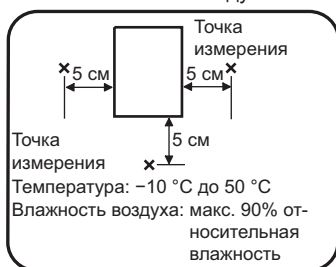 Точка
измерения
5 см
5 см
5 см
Точка
измерения
Температура: −10 °C до 50 °C
Влажность воздуха: макс. 90% от-
носительная
влажность